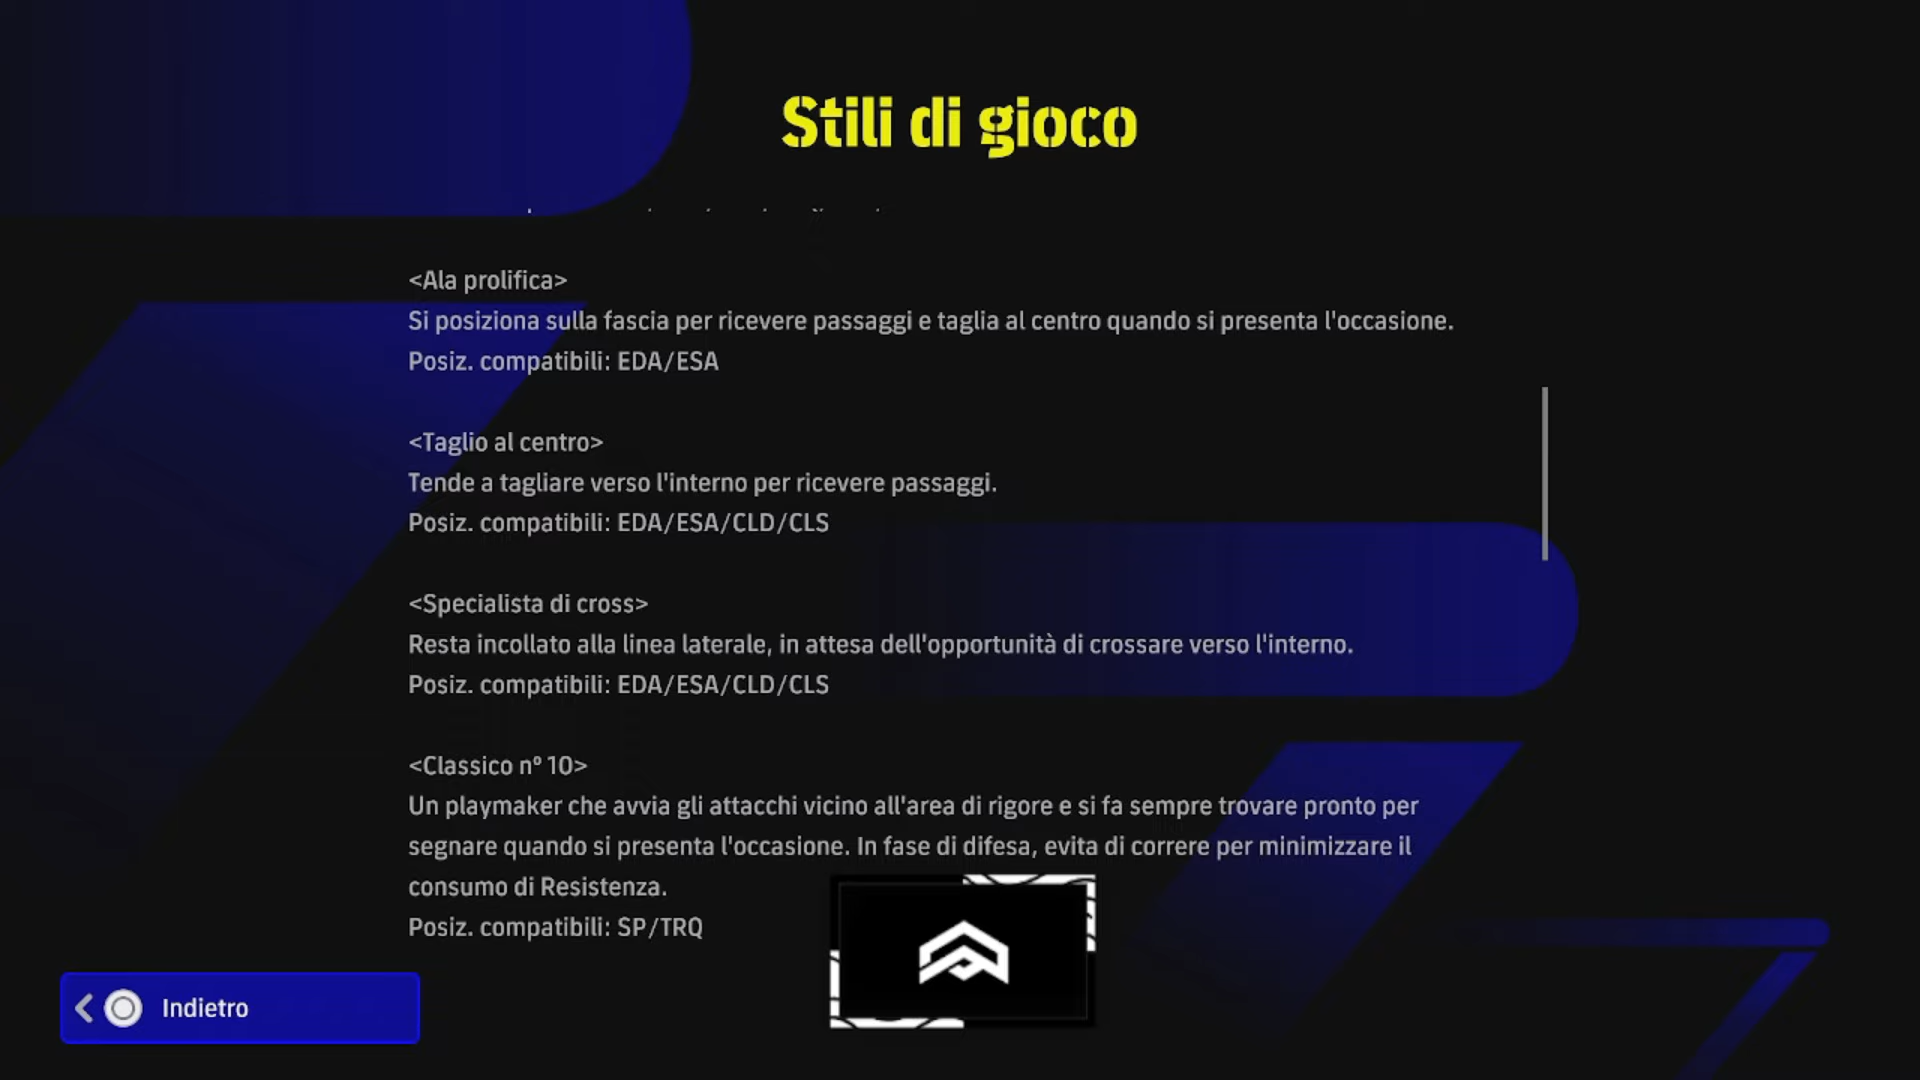 Stili di gioco
<Ala prolifica>
Si posiziona sulla fascia per ricevere passaggi e taglia al centro quando si presenta l'occasione.
Posiz. compatibili: EDA/ESA
<Taglio al centro>
Tende a tagliare verso l'interno per ricevere passaggi.
Posiz. compatibili: EDA/ESA/CLD/CLS
<Specialista di cross>
Resta incollato alla linea laterale, in attesa dell'opportunità di crossare verso l'interno.
Posiz. compatibili: EDA/ESA/CLD/CLS
<Classico nº 10>
Un playmaker che avvia gli attacchi vicino all'area di rigore e si fa sempre trovare pronto per
segnare quando si presenta l'occasione. In fase di difesa, evita di correre per minimizzare il
consumo di Resistenza.
Posiz. compatibili: SP/TRQ
Indietro